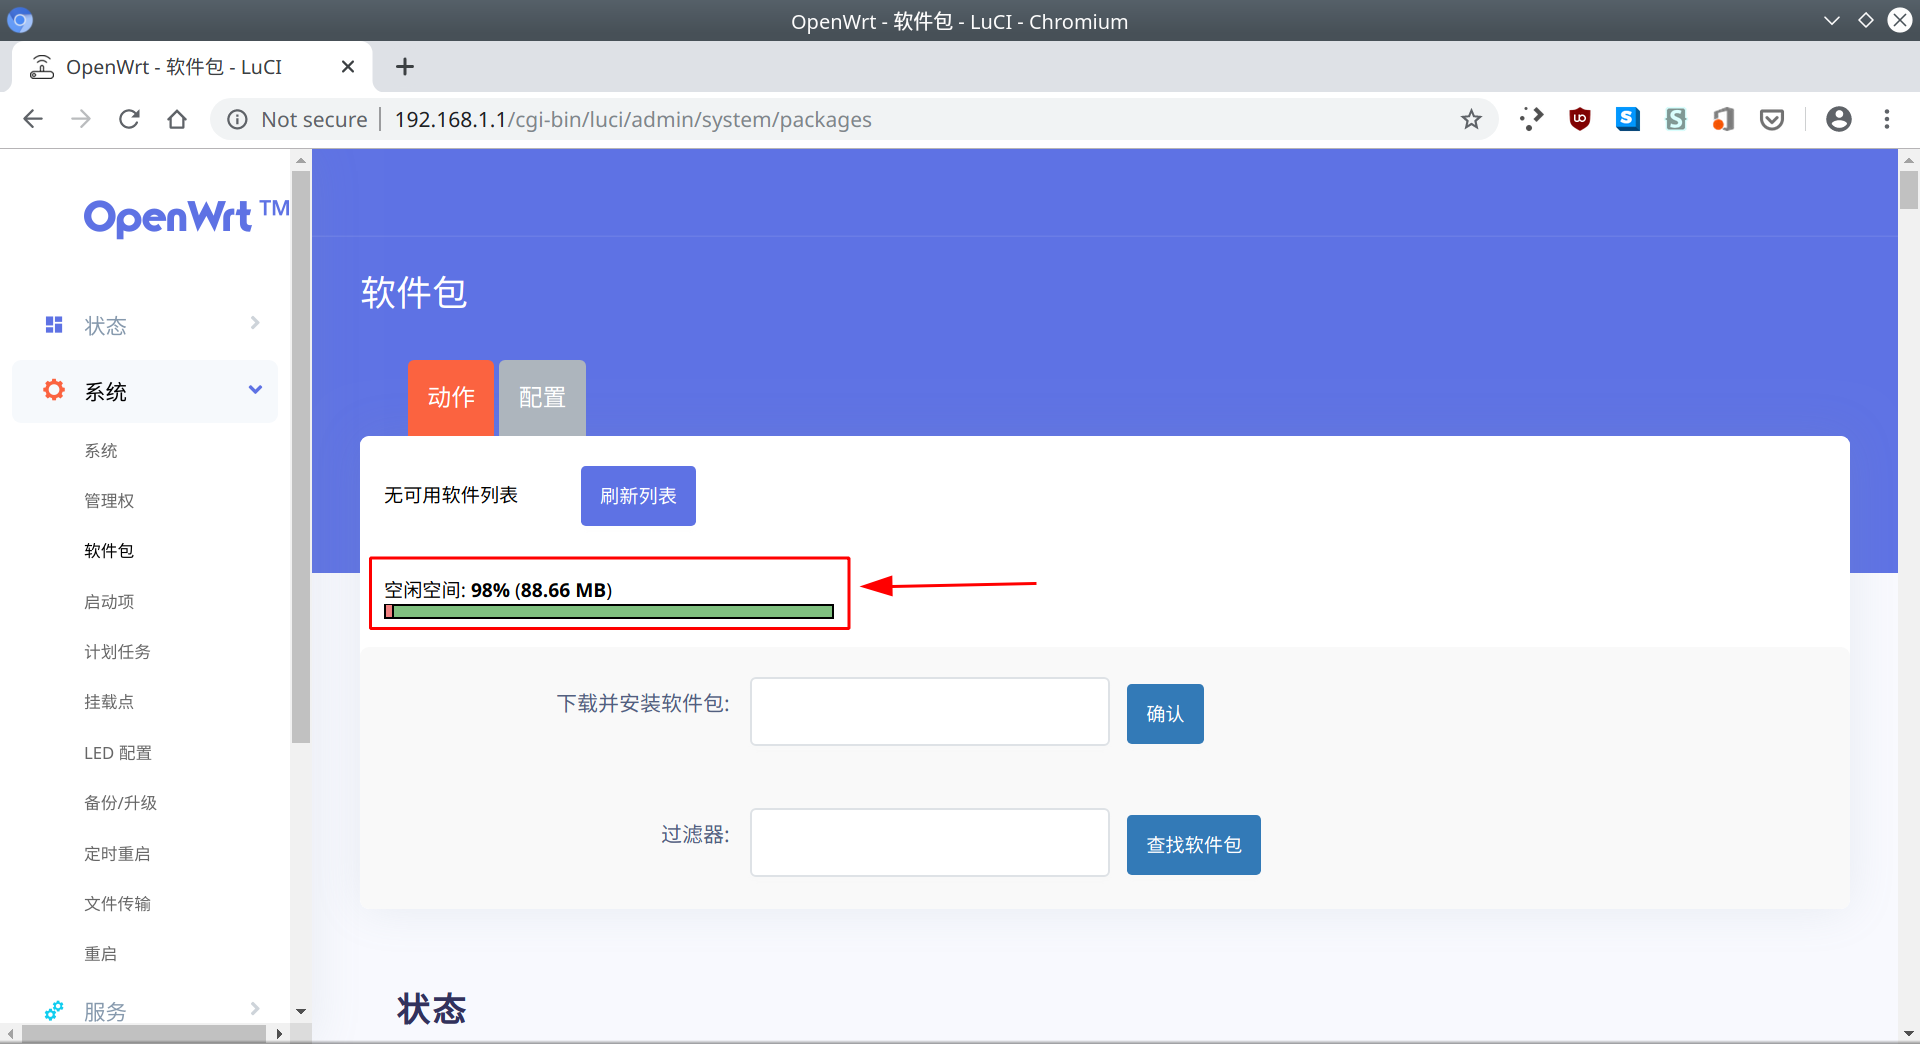 OpenWrt - 软件包 - LuCI - Chromium
OpenWrt - 软件包 - LuCI
Not secure
192.168.1.1/cgi-bin/luci/admin/system/packages
OpenWrt ™
状态
系统
系统
管理权
软件包
启动项
计划任务
挂载点
LED 配置
备份/升级
定时重启
文件传输
重启
服务
软件包
动作
配置
无可用软件列表
刷新列表
空闲空间: 98% (88.66 MB)
下载并安装软件包:
确认
过滤器:
查找软件包
状态